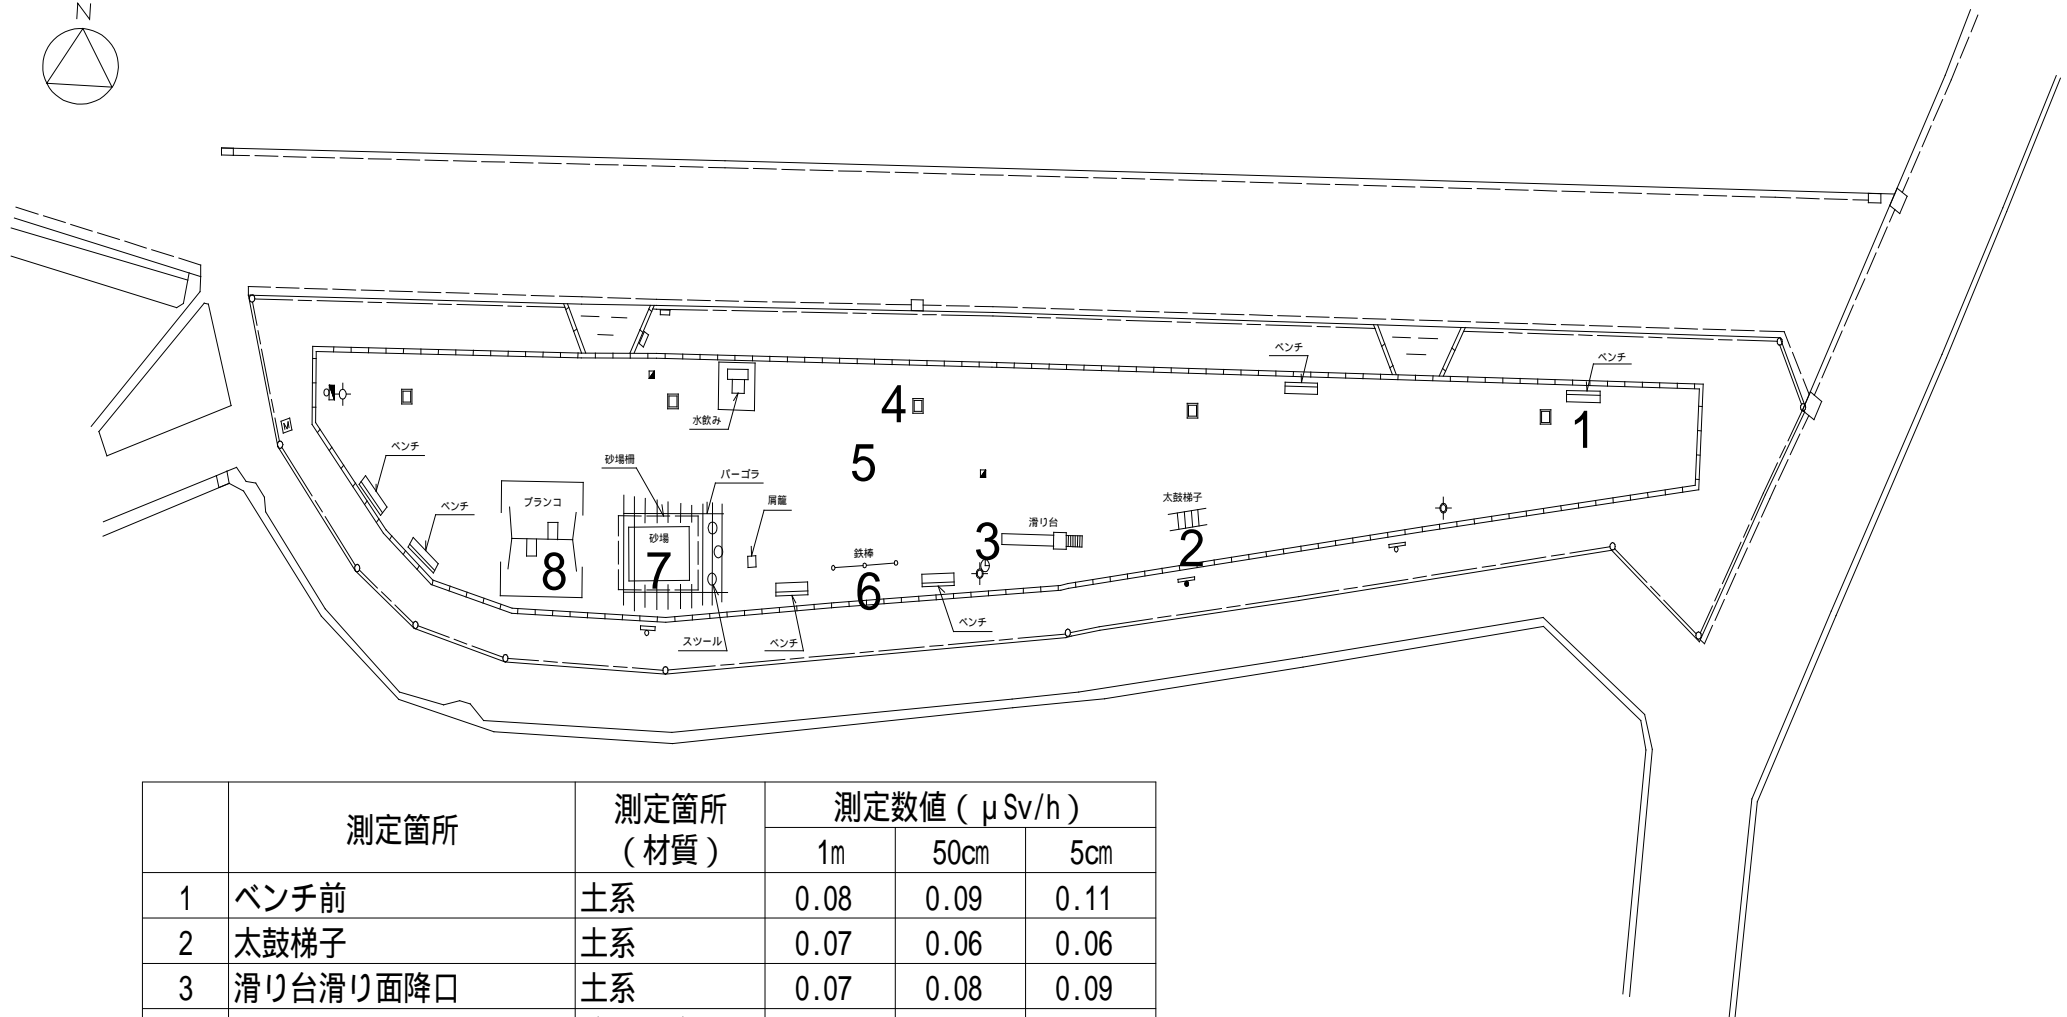 N
ベンチ
ベンチ
4
1
水飲み
5
ベンチ
砂場柵
パーゴラ
ブランコ
屑籠
太鼓梯子
ベンチ
滑り台
砂場
3
2
鉄棒
8
7
6
M
ベンチ
スツール
ベンチ
測定箇所
測定箇所
(材質)
測定数値(μSv/h)
1m 50cm 5cm
1 ベンチ前 土系 0.08 0.09 0.11
2 太鼓梯子 土系 0.07 0.06 0.06
3 滑り台滑り面降口 土系 0.07 0.08 0.09